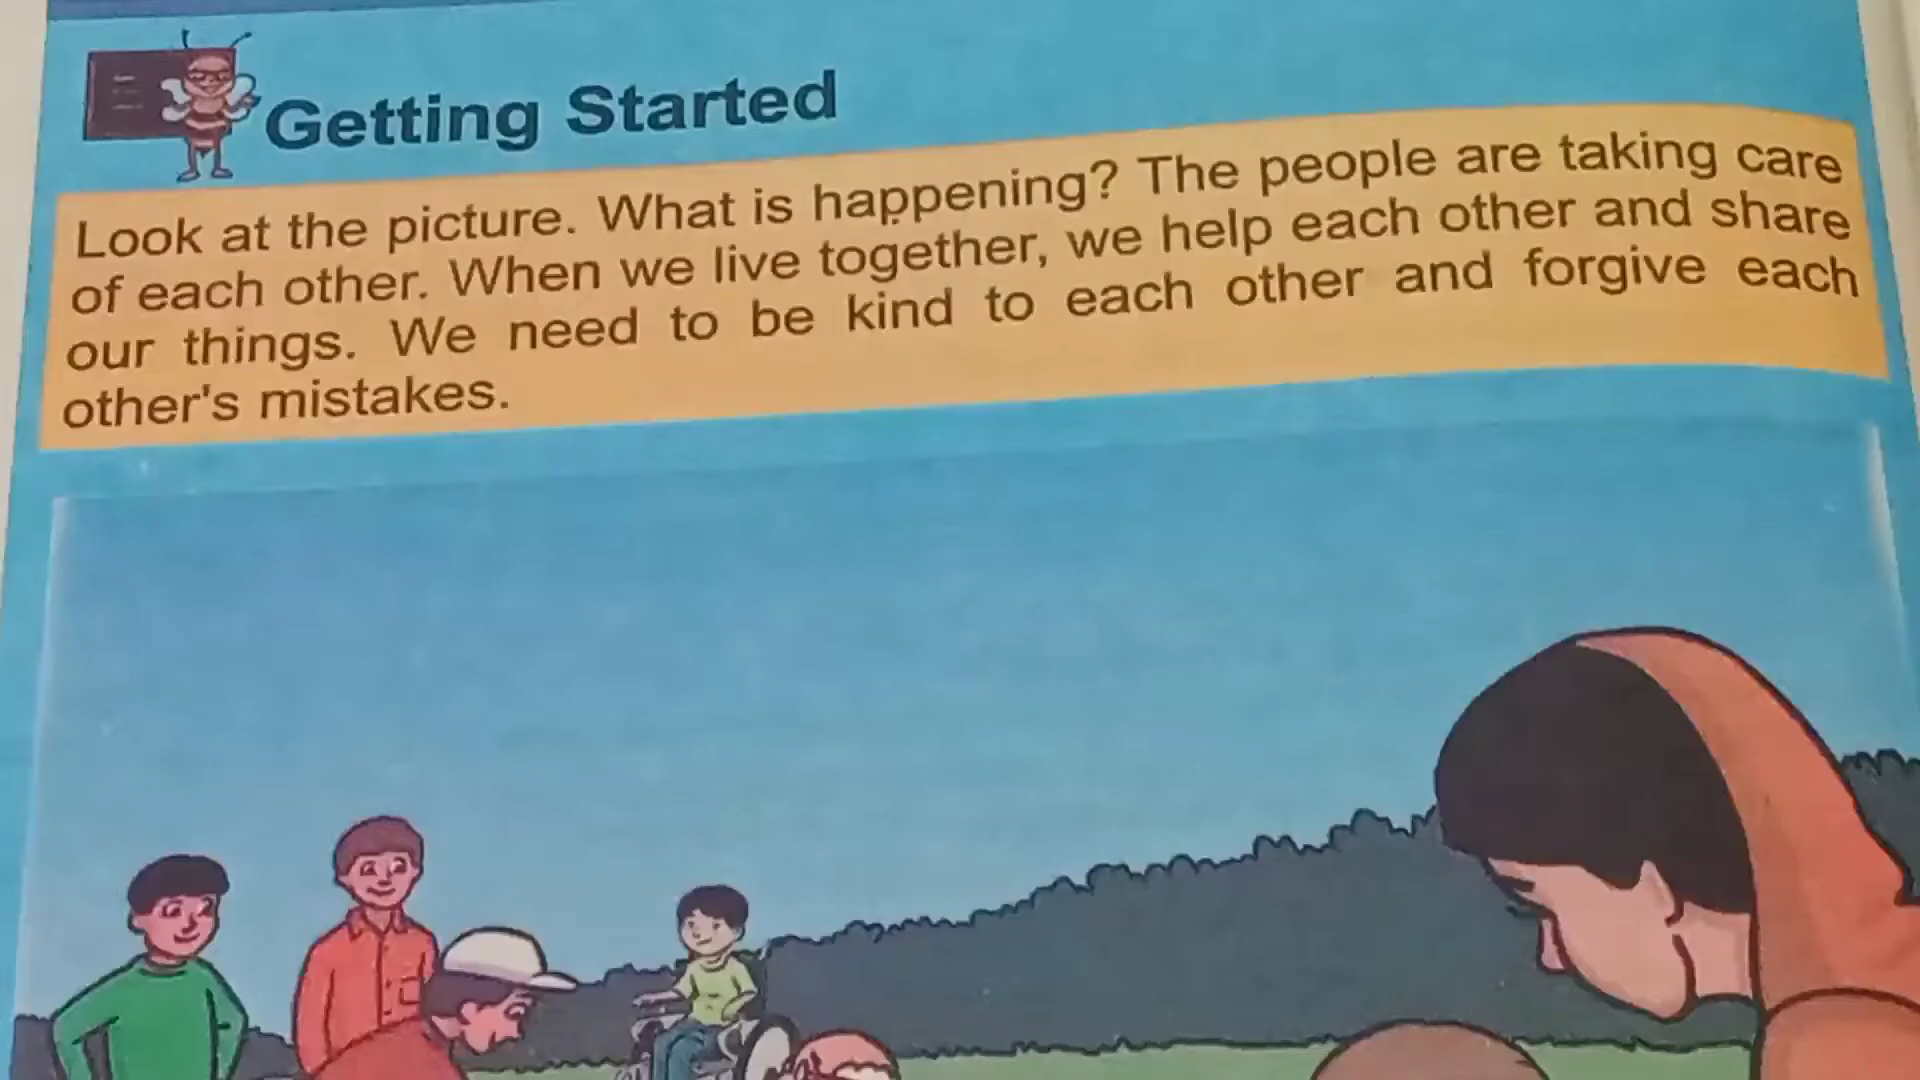 Getting Started
Look at the picture. What is happening? The people are taking care
of each other. When we live together, we help each other and share
our things. We need to be kind to each other and forgive each
other's mistakes.